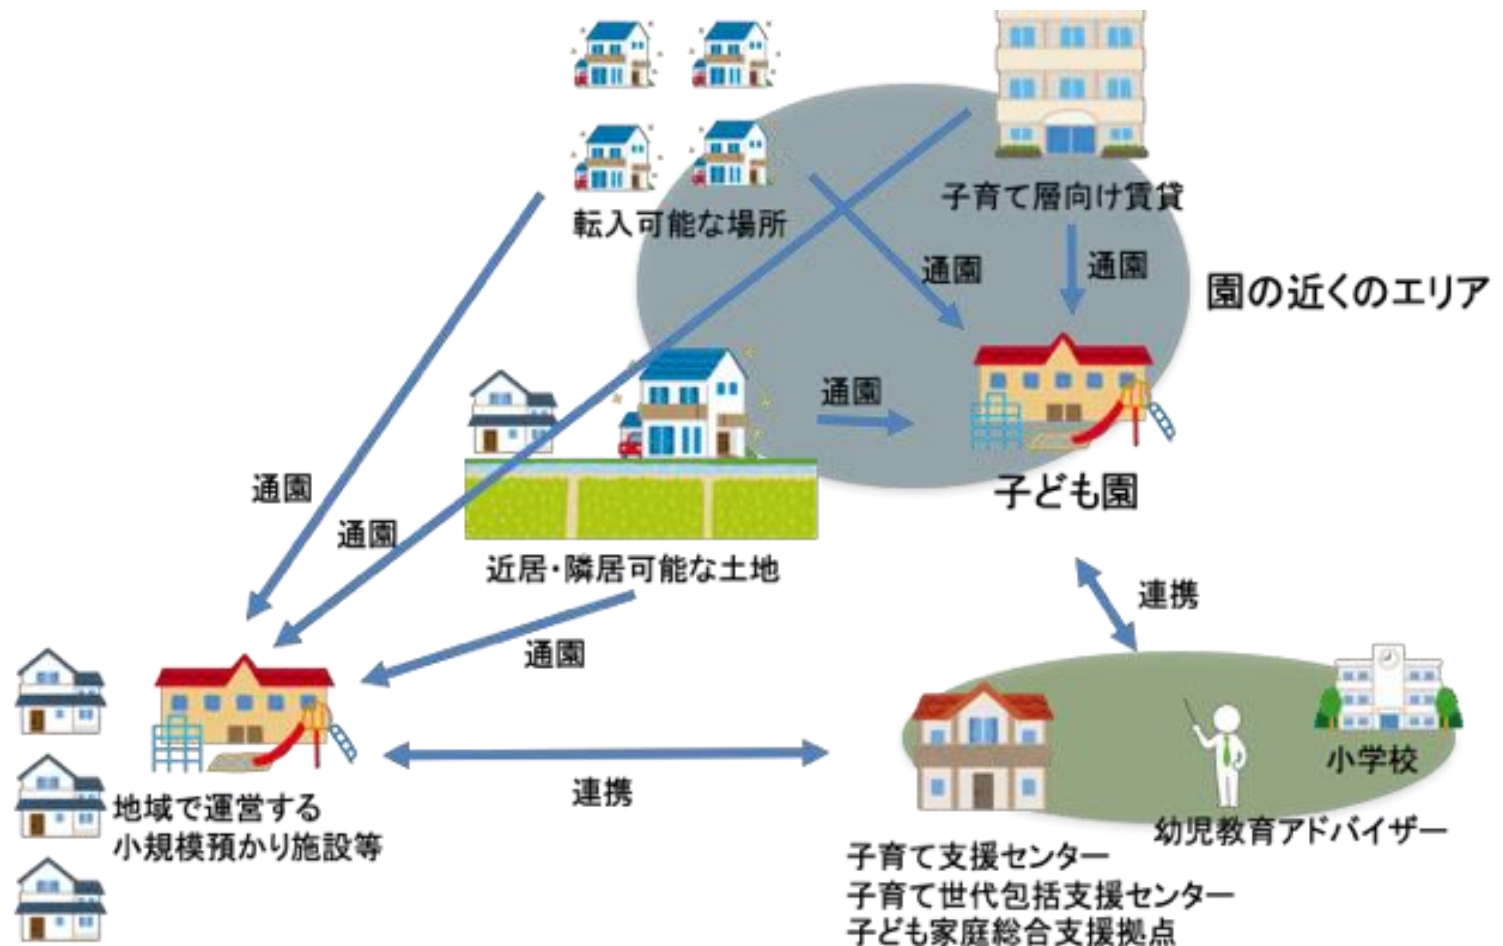 転入可能な場所
子育て層向け賃貸
通園
通園
園の近くのエリア
通園
子ども園
通園
通園
近居・隣居可能な土地
連携
通園
小学校
連携
地域で運営する
小規模預かり施設等
幼児教育アドバイザー
子育て支援センター
子育て世代包括支援センター
子ども家庭総合支援拠点